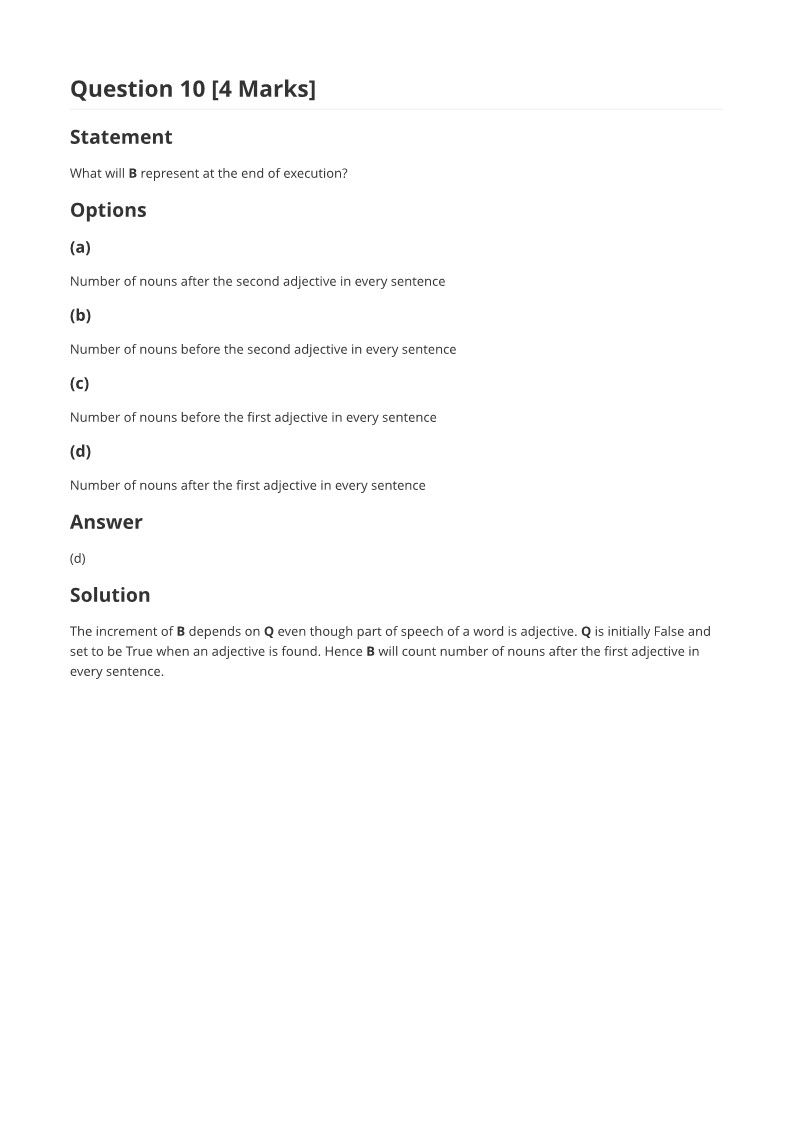 Question 10 [4 Marks]
Statement
What will B represent at the end of execution?
Options
(a)
Number of nouns after the second adjective in every sentence
(b)
Number of nouns before the second adjective in every sentence
(c)
Number of nouns before the first adjective in every sentence
(d)
Number of nouns after the first adjective in every sentence
Answer
(d)
Solution
The increment of B depends on Q even though part of speech of a word is adjective. Q is initially False and
set to be True when an adjective is found. Hence B will count number of nouns after the first adjective in
every sentence.